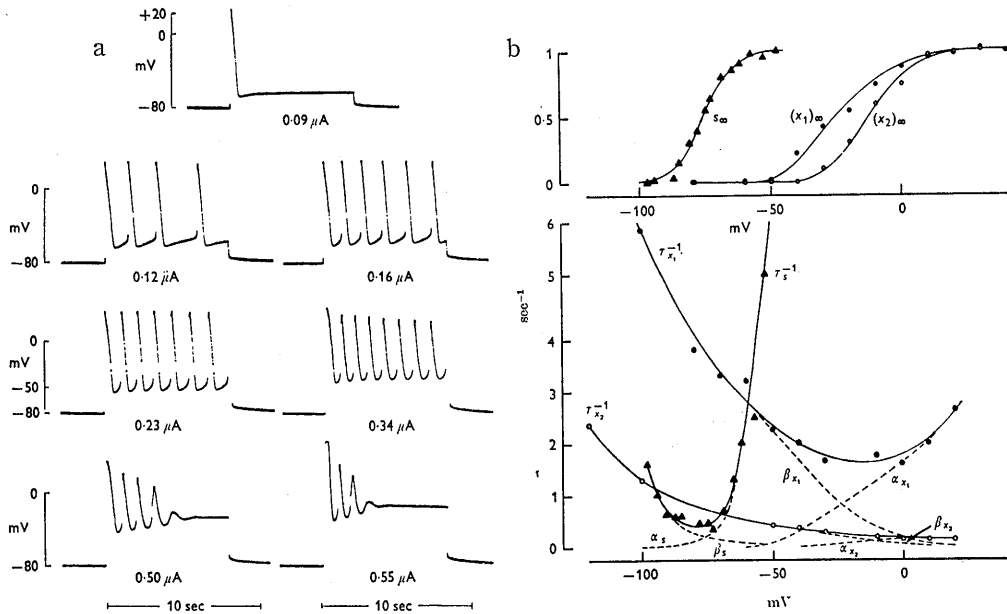 a
+20
0
mV
−80
0·09 μA
0
mV
−80
0·12 μA
0·16 μA
0
mV
−50
−80
0·23 μA
0·34 μA
0
mV
−80
0·50 μA
0·55 μA
10 sec
10 sec
b
1
0·5
0
s∞
(x₁)∞
(x₂)∞
−100
−50
0
mV
6
5
4
3
2
1
0
sec⁻¹
τₓ₁⁻¹
τₛ⁻¹
τₓ₂⁻¹
βₓ₁
αₓ₁
βₓ₂
αₛ
βₛ
αₓ₂
−100
−50
0
mV